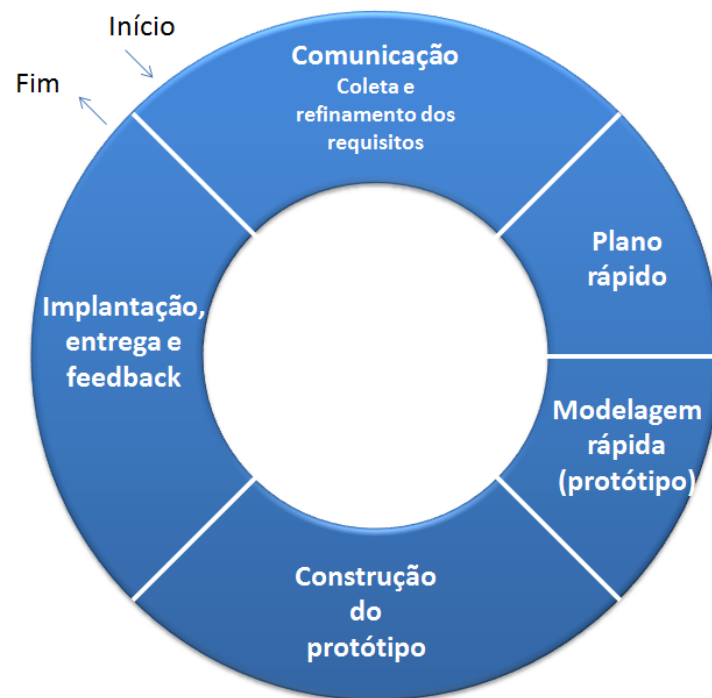 Início
Fim
Comunicação
Coleta e
refinamento dos
requisitos
Plano
rápido
Modelagem
rápida
(protótipo)
Construção
do
protótipo
Implantação,
entrega e
feedback